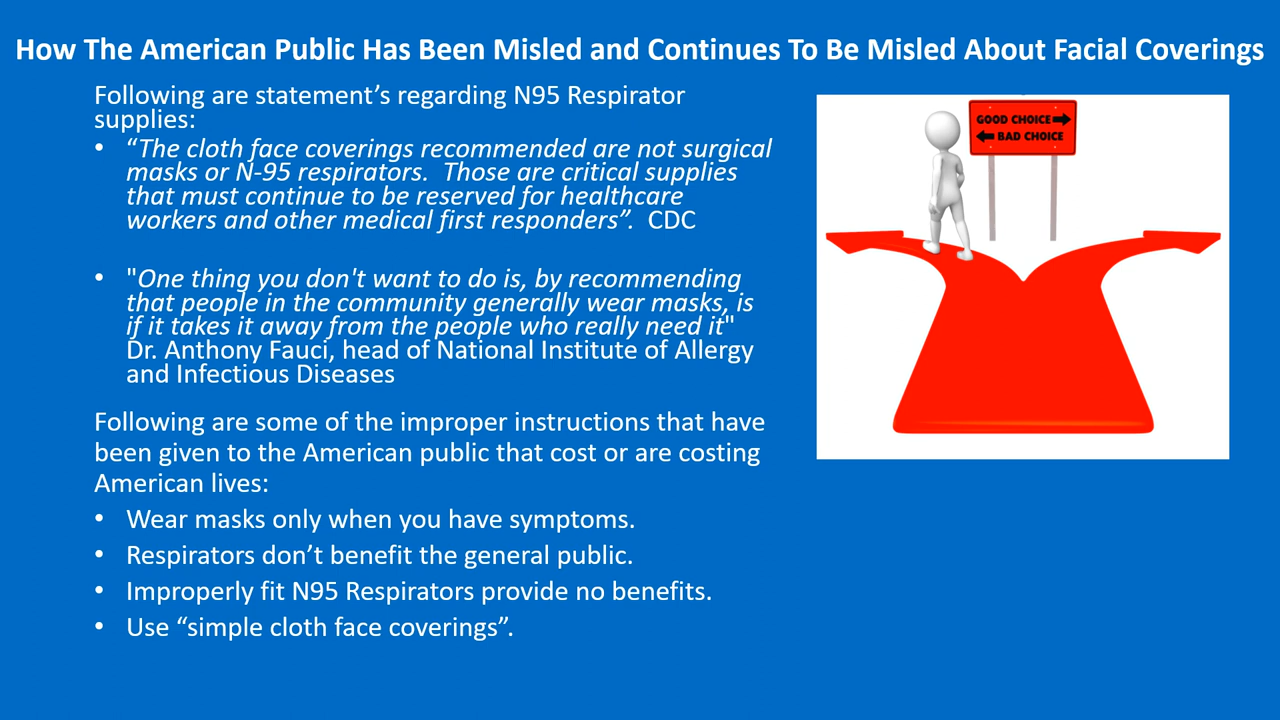 How The American Public Has Been Misled and Continues To Be Misled About Facial Coverings
Following are statement's regarding N95 Respirator
supplies:
• “The cloth face coverings recommended are not surgical
masks or N-95 respirators. Those are critical supplies
that must continue to be reserved for healthcare
workers and other medical first responders”. CDC
• "One thing you don't want to do is, by recommending
that people in the community generally wear masks, is
if it takes it away from the people who really need it"
Dr. Anthony Fauci, head of National Institute of Allergy
and Infectious Diseases
Following are some of the improper instructions that have
been given to the American public that cost or are costing
American lives:
• Wear masks only when you have symptoms.
• Respirators don’t benefit the general public.
• Improperly fit N95 Respirators provide no benefits.
• Use “simple cloth face coverings”.
GOOD CHOICE
BAD CHOICE